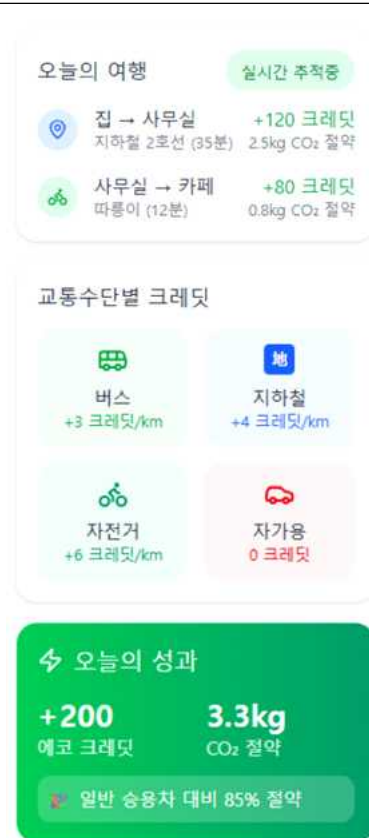 오늘의 여행
실시간 추적중
집 → 사무실
+120 크레딧
지하철 2호선 (35분)
2.5kg CO₂ 절약
사무실 → 카페
+80 크레딧
따릉이 (12분)
0.8kg CO₂ 절약
교통수단별 크레딧
地
버스
지하철
+3 크레딧/km
+4 크레딧/km
자전거
자가용
+6 크레딧/km
0 크레딧
오늘의 성과
+200
3.3kg
에코 크레딧
CO₂ 절약
일반 승용차 대비 85% 절약